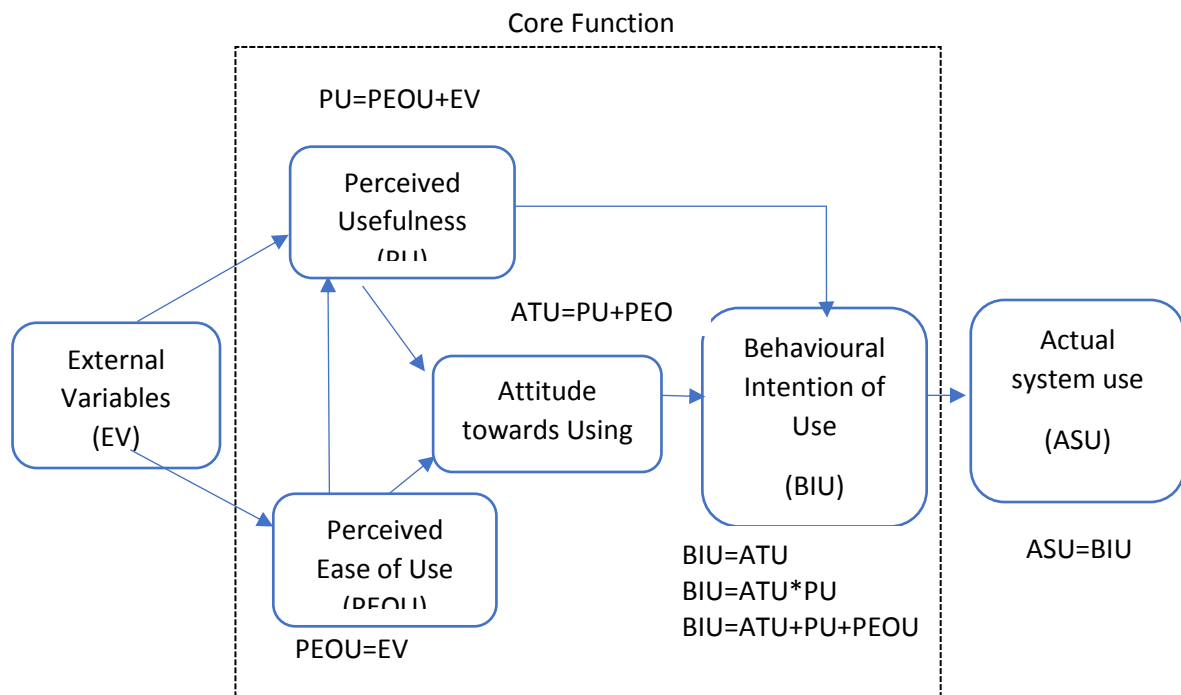 Core Function
PU=PEOU+EV
Perceived
Usefulness
(PU)
External
Variables
(EV)
ATU=PU+PEO
Attitude
towards Using
Perceived
Ease of Use
(PEOU)
PEOU=EV
Behavioural
Intention of
Use
(BIU)
BIU=ATU
BIU=ATU*PU
BIU=ATU+PU+PEOU
Actual
system use
(ASU)
ASU=BIU